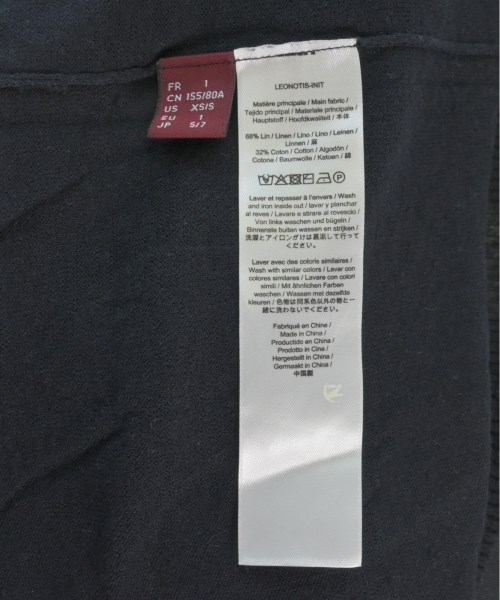 FR 1
CN 155/80A
US XS/S
EU 1
JP 5/7
LEONOTIS-INIT
Matière principale / Main fabric /
Tejido principal / Materiale principale /
Hauptstoff / Hoofdkwaliteit / 本体
68% Lin / Linen / Lino / Lino / Leinen /
Linnen / 麻
32% Coton / Cotton / Algodón /
Cotone / Baumwolle / Katoen / 綿
Laver et repasser à l'envers / Wash
and iron inside out / lavar y planchar
al reves / Lavare e stirare al rovescio /
Von links waschen und bügeln /
Binnenste buiten wassen en strijken /
洗濯とアイロンがけは裏返して行って
ください。
Laver avec des coloris similaires /
Wash with similar colors / Lavar con
colores similares / Lavare con colori
simili / Mit ähnlichen Farben
waschen / Wassen met dezelfde
kleuren / 色物は同系色以外の物と一
緒に洗わないでください。
Fabriqué en Chine /
Made in China /
Producido en China /
Prodotto in Cina /
Hergestellt in China /
Gemaakt in China /
中国製